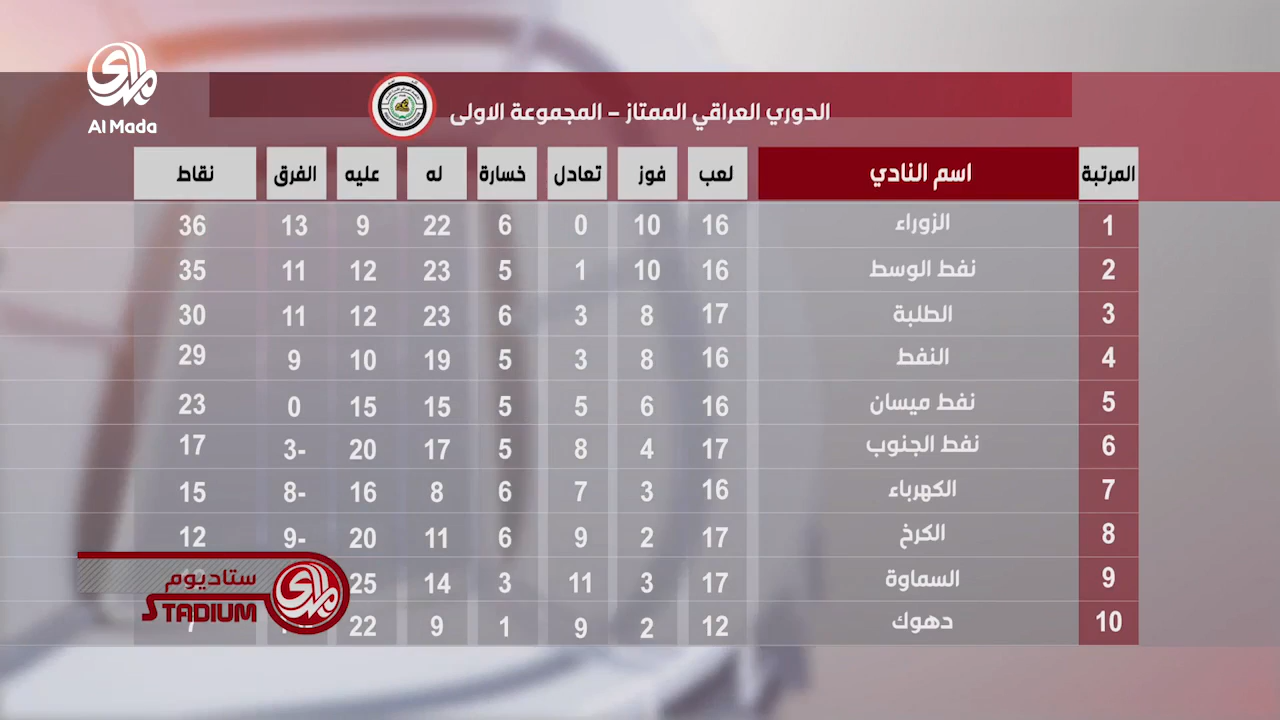 مدى
Al Mada
الدوري العراقي الممتاز – المجموعة الاولى
المرتبة اسم النادي لعب فوز تعادل خسارة له عليه الفرق نقاط
1 الزوراء 16 10 0 6 22 9 13 36
2 نفط الوسط 16 10 1 5 23 12 11 35
3 الطلبة 17 8 3 6 23 12 11 30
4 النفط 16 8 3 5 19 10 9 29
5 نفط ميسان 16 6 5 5 15 15 0 23
6 نفط الجنوب 17 4 8 5 17 20 3- 17
7 الكهرباء 16 3 7 6 8 16 8- 15
8 الكرخ 17 2 9 6 11 20 9- 12
9 السماوة 17 3 11 3 14 25
10 دهوك 12 2 9 1 9 22
مدى
ستاديوم
STADIUM